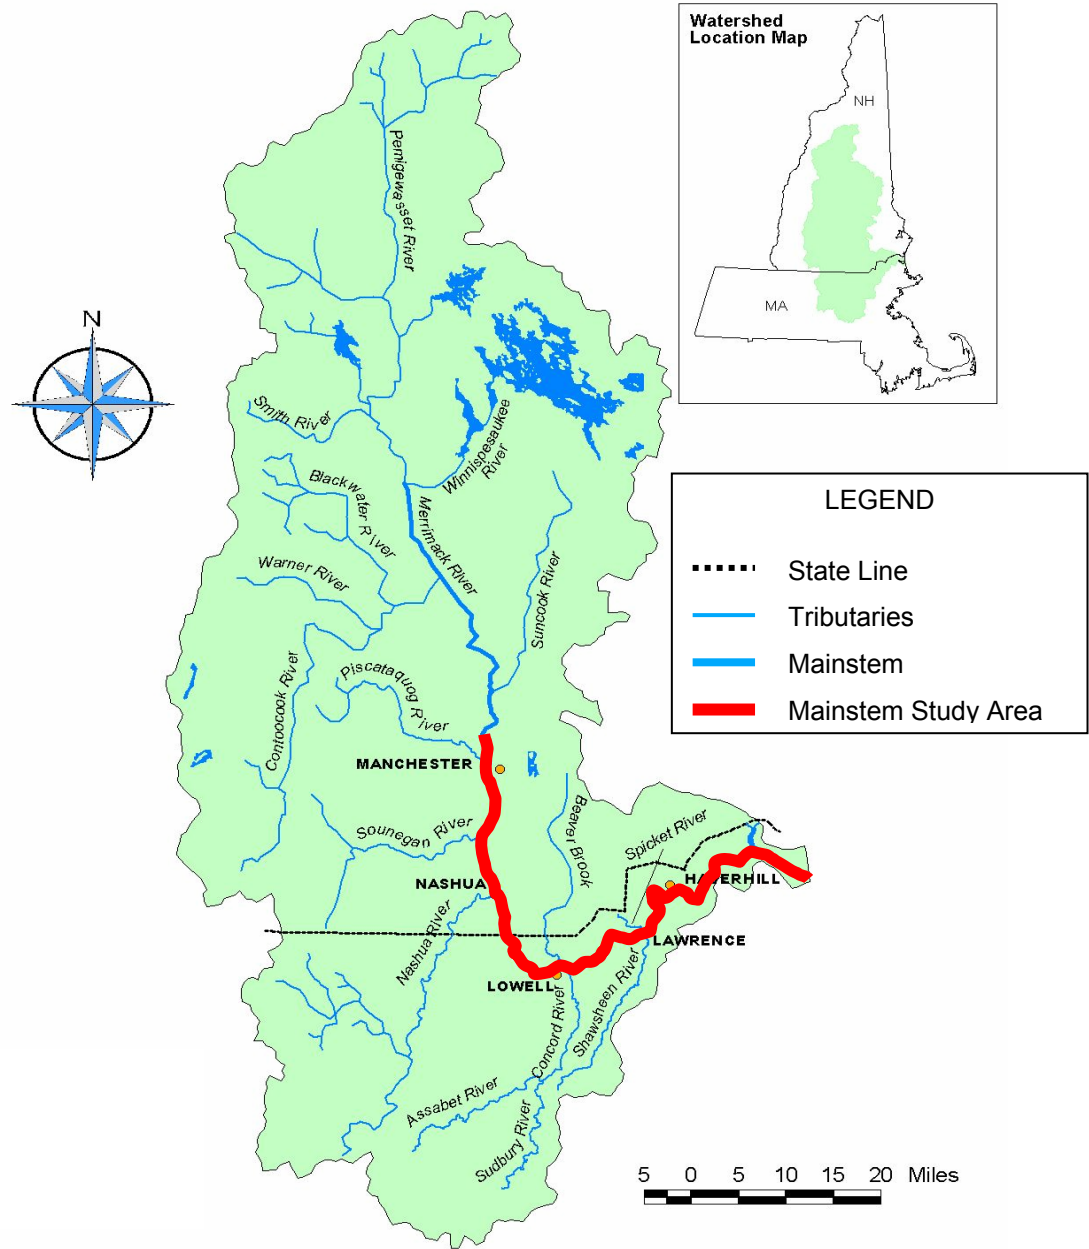 Watershed
Location Map
NH
MA
N
Pemigewasset River
Smith River
Winnispesaukee
River
Blackwater River
Merrimack River
Warner River
Suncook River
Contoocook River
Piscataquog River
MANCHESTER
Sounegan River
Beaver Brook
Spicket River
NASHUA
HAVERHILL
Nashua River
LAWRENCE
LOWELL
Concord River
Shawsheen River
Assabet River
Sudbury River
LEGEND
State Line
Tributaries
Mainstem
Mainstem Study Area
5 0 5 10 15 20 Miles